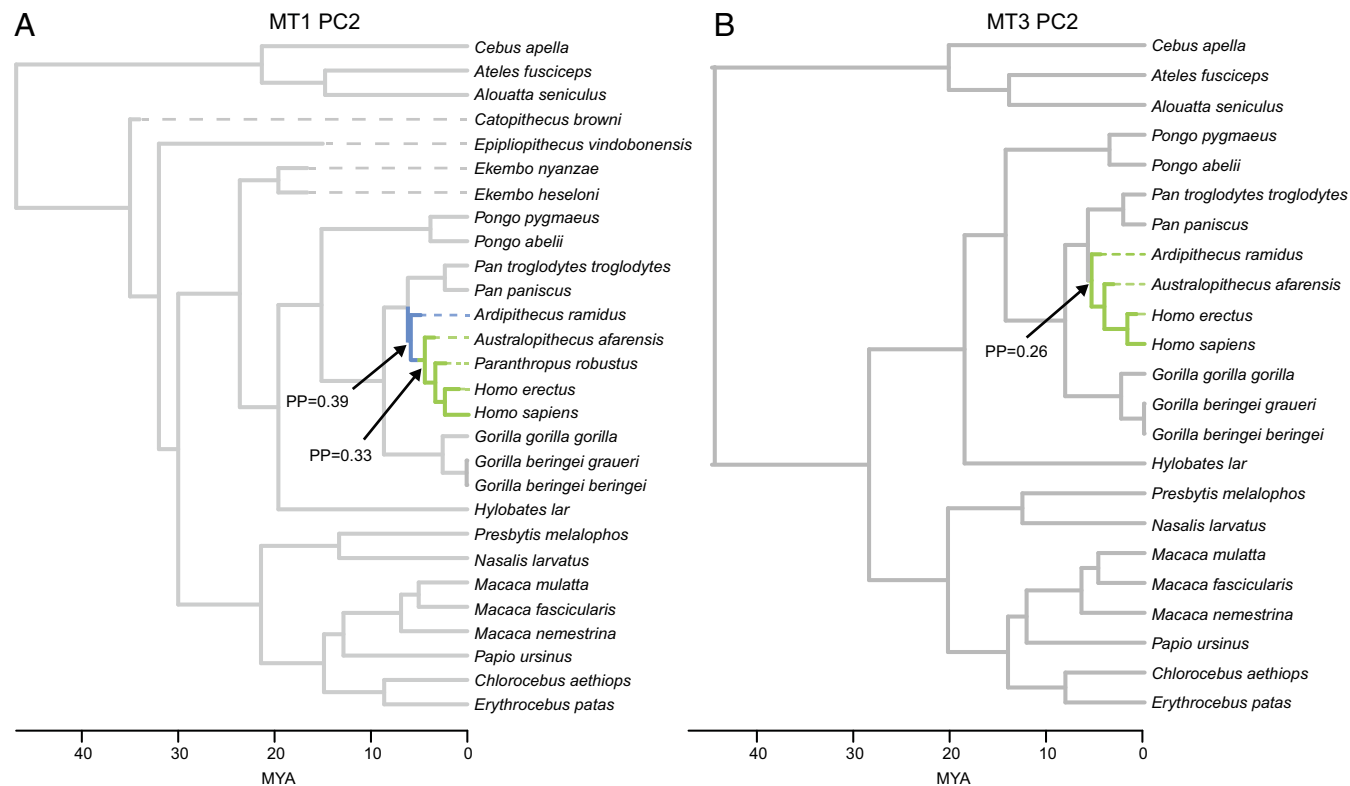 A
MT1 PC2
Cebus apella
Ateles fusciceps
Alouatta seniculus
Catopithecus browni
Epipliopithecus vindobonensis
Ekembo nyanzae
Ekembo heseloni
Pongo pygmaeus
Pongo abelii
Pan troglodytes troglodytes
Pan paniscus
Ardipithecus ramidus
Australopithecus afarensis
Paranthropus robustus
Homo erectus
Homo sapiens
Gorilla gorilla gorilla
Gorilla beringei graueri
Gorilla beringei beringei
Hylobates lar
Presbytis melalophos
Nasalis larvatus
Macaca mulatta
Macaca fascicularis
Macaca nemestrina
Papio ursinus
Chlorocebus aethiops
Erythrocebus patas
PP=0.39
PP=0.33
40 30 20 10 0
MYA
B
MT3 PC2
Cebus apella
Ateles fusciceps
Alouatta seniculus
Pongo pygmaeus
Pongo abelii
Pan troglodytes troglodytes
Pan paniscus
Ardipithecus ramidus
Australopithecus afarensis
Homo erectus
Homo sapiens
Gorilla gorilla gorilla
Gorilla beringei graueri
Gorilla beringei beringei
Hylobates lar
Presbytis melalophos
Nasalis larvatus
Macaca mulatta
Macaca fascicularis
Macaca nemestrina
Papio ursinus
Chlorocebus aethiops
Erythrocebus patas
PP=0.26
40 30 20 10 0
MYA